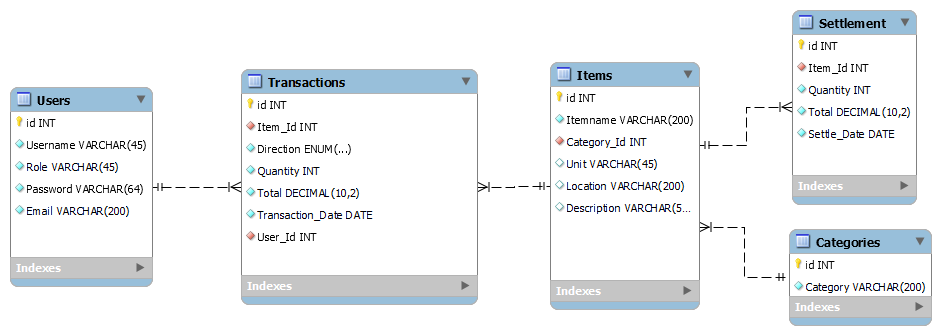 Users
id INT
Username VARCHAR(45)
Role VARCHAR(45)
Password VARCHAR(64)
Email VARCHAR(200)
Indexes
Transactions
id INT
Item_Id INT
Direction ENUM(...)
Quantity INT
Total DECIMAL(10,2)
Transaction_Date DATE
User_Id INT
Indexes
Items
id INT
Itemname VARCHAR(200)
Category_Id INT
Unit VARCHAR(45)
Location VARCHAR(200)
Description VARCHAR(5...
Indexes
Settlement
id INT
Item_Id INT
Quantity INT
Total DECIMAL(10,2)
Settle_Date DATE
Indexes
Categories
id INT
Category VARCHAR(200)
Indexes